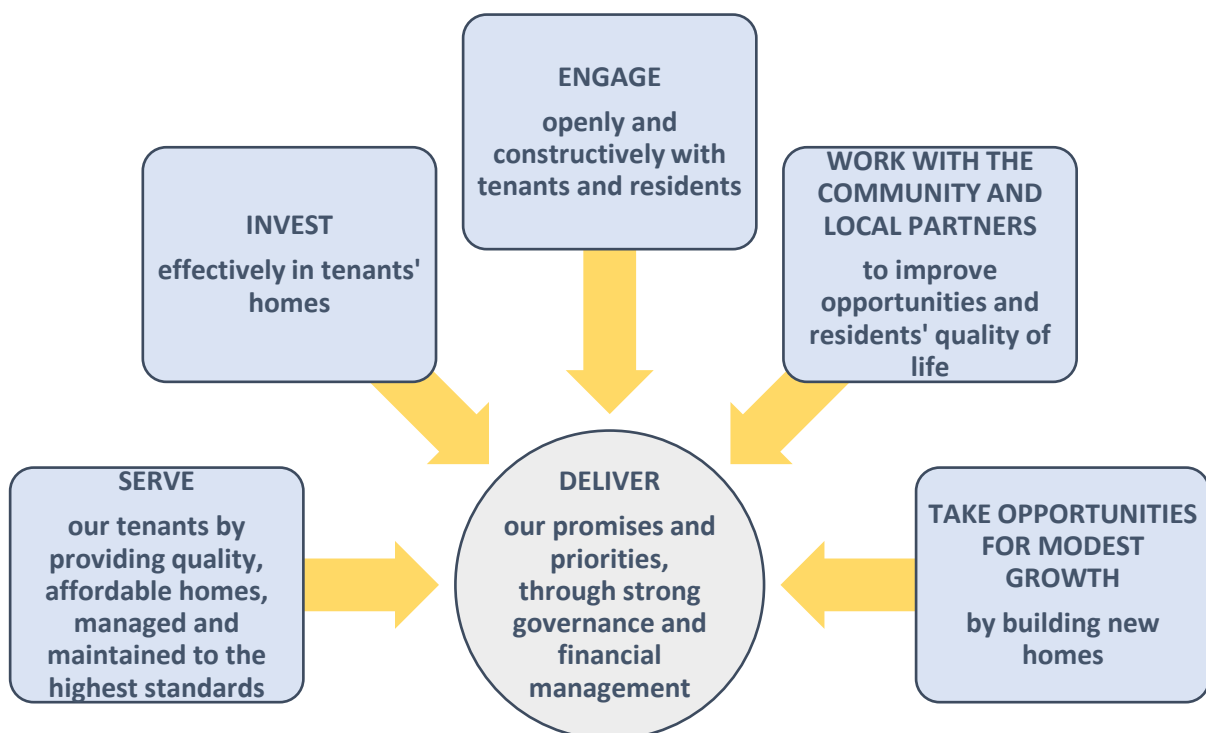 ENGAGE
openly and
constructively with
tenants and residents
INVEST
effectively in tenants'
homes
WORK WITH THE
COMMUNITY AND
LOCAL PARTNERS
to improve
opportunities and
residents' quality of
life
SERVE
our tenants by
providing quality,
affordable homes,
managed and
maintained to the
highest standards
DELIVER
our promises and
priorities,
through strong
governance and
financial
management
TAKE OPPORTUNITIES
FOR MODEST
GROWTH
by building new
homes